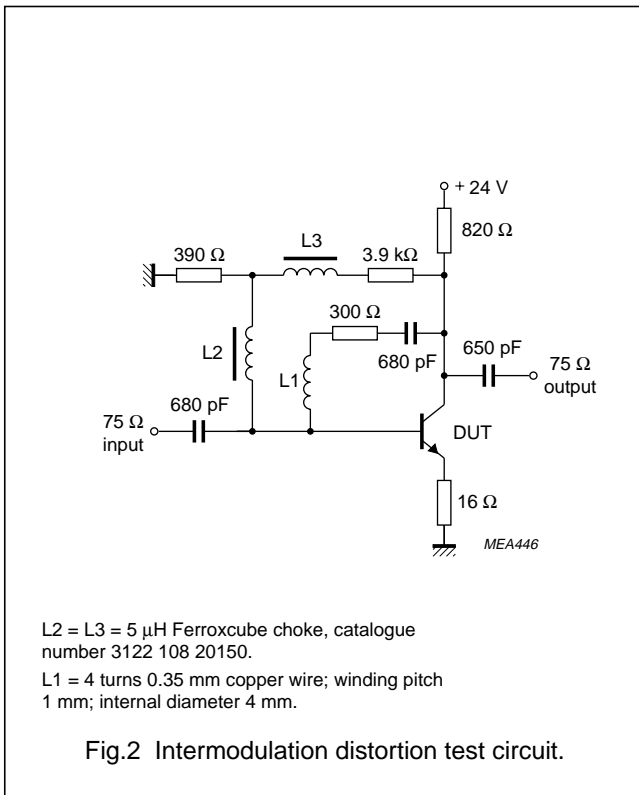 + 24 V
820 Ω
L3
390 Ω
3.9 kΩ
300 Ω
L2
680 pF
650 pF
75 Ω
output
L1
680 pF
75 Ω
input
DUT
16 Ω
MEA446
L2 = L3 = 5 μH Ferroxcube choke, catalogue
number 3122 108 20150.
L1 = 4 turns 0.35 mm copper wire; winding pitch
1 mm; internal diameter 4 mm.
Fig.2 Intermodulation distortion test circuit.